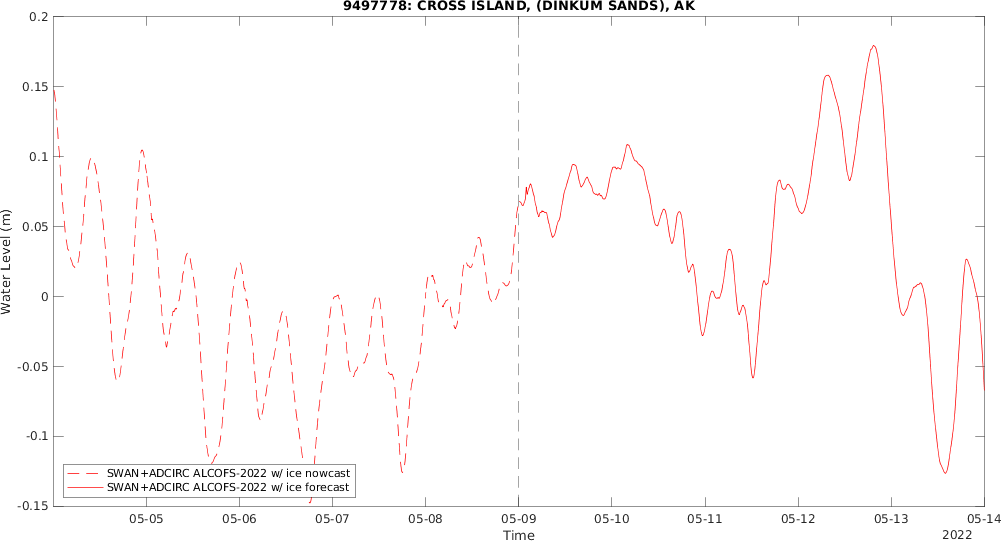 9497778: CROSS ISLAND, (DINKUM SANDS), AK
0.2
0.15
0.1
0.05
0
-0.05
-0.1
-0.15
Water Level (m)
SWAN+ADCIRC ALCOFS-2022 w/ ice nowcast
SWAN+ADCIRC ALCOFS-2022 w/ ice forecast
05-05 05-06 05-07 05-08 05-09 05-10 05-11 05-12 05-13 05-14
Time
2022